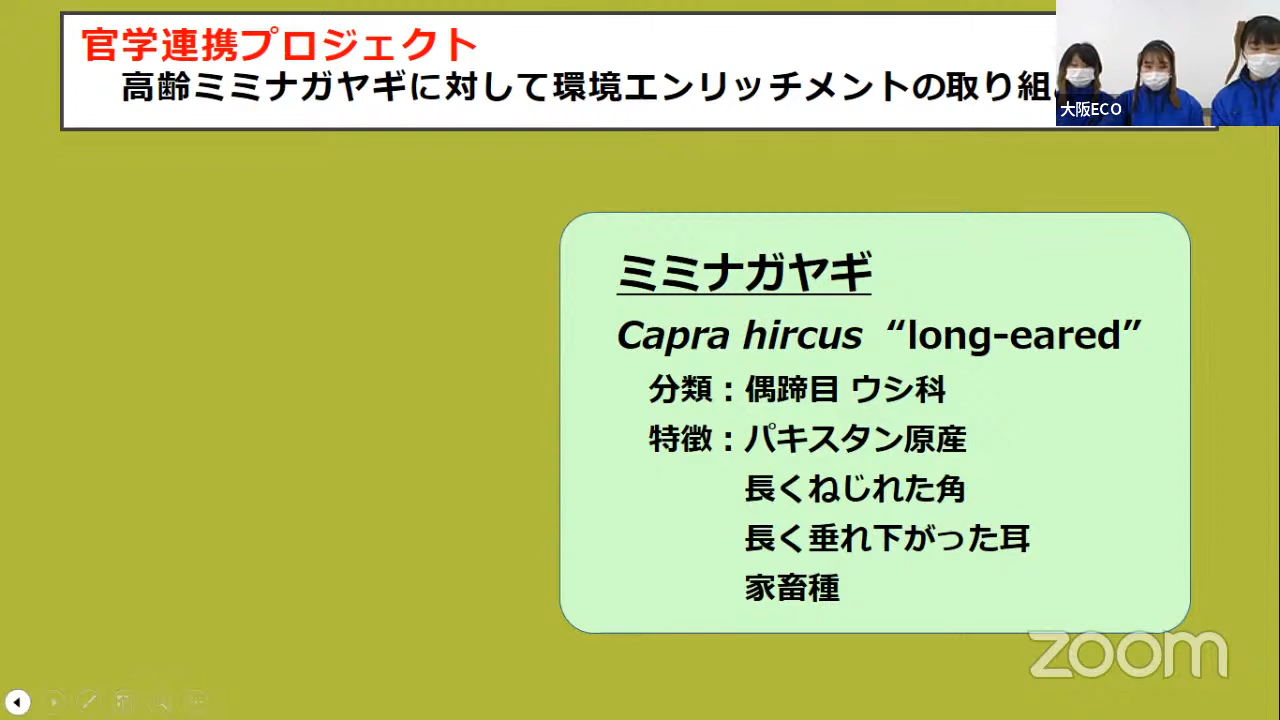 官学連携プロジェクト
高齢ミミナガヤギに対して環境エンリッチメントの取り組
大阪ECO
ミミナガヤギ
Capra hircus “long-eared”
分類：偶蹄目 ウシ科
特徴：パキスタン原産
長くねじれた角
長く垂れ下がった耳
家畜種
zoom